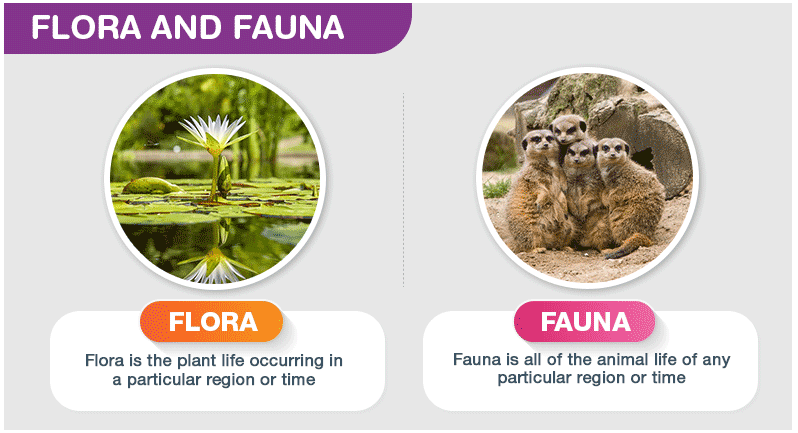 FLORA AND FAUNA
FLORA
Flora is the plant life occurring in
a particular region or time
FAUNA
Fauna is all of the animal life of any
particular region or time